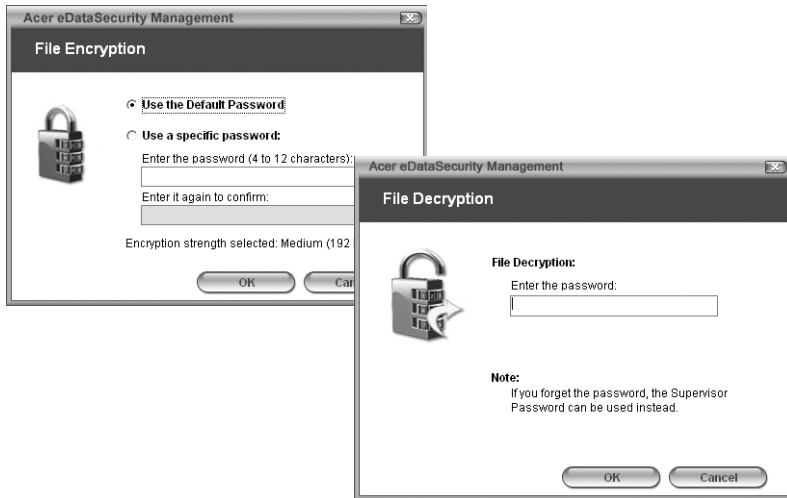 Acer eDataSecurity Management
File Encryption
Use the Default Password
Use a specific password:
Enter the password (4 to 12 characters):
Enter it again to confirm:
Encryption strength selected: Medium (192
OK
Acer eDataSecurity Management
File Decryption
File Decryption:
Enter the password:
Note:
If you forget the password, the Supervisor
Password can be used instead.
OK Cancel